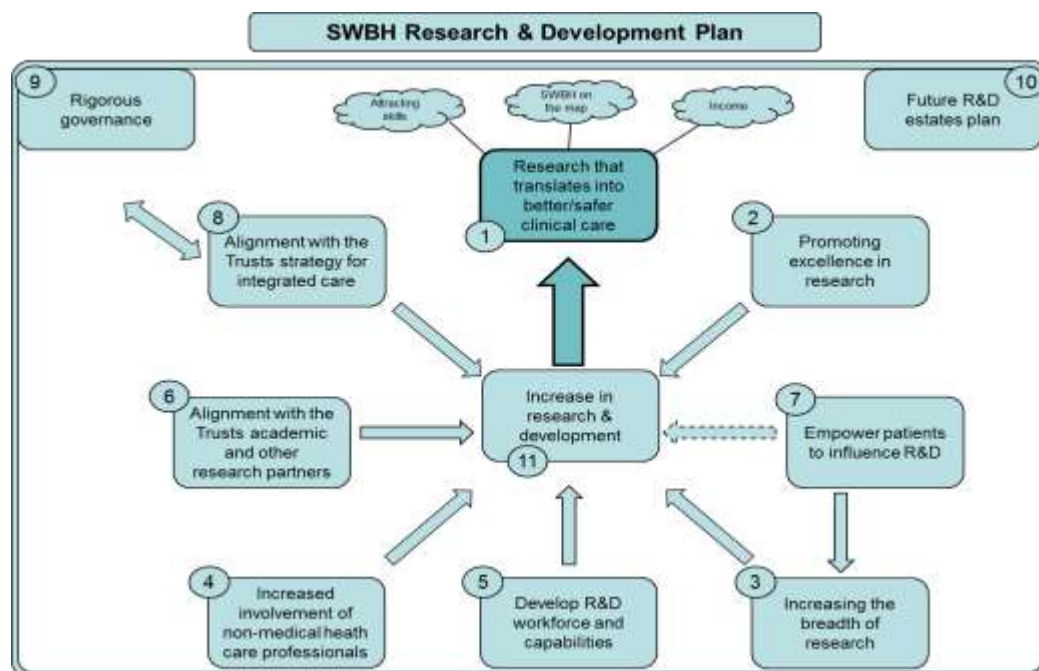 SWBH Research & Development Plan
9
Rigorous
governance
Attracting
skills
SWBH on
the map
Income
10
Future R&D
estates plan
Research that
translates into
better/safer
clinical care
1
8
Alignment with the
Trusts strategy for
integrated care
2
Promoting
excellence in
research
6
Alignment with the
Trusts academic
and other
research partners
Increase in
research &
development
11
7
Empower patients
to influence R&D
4
Increased
involvement of
non-medical heath
care professionals
5
Develop R&D
workforce and
capabilities
3
Increasing the
breadth of
research